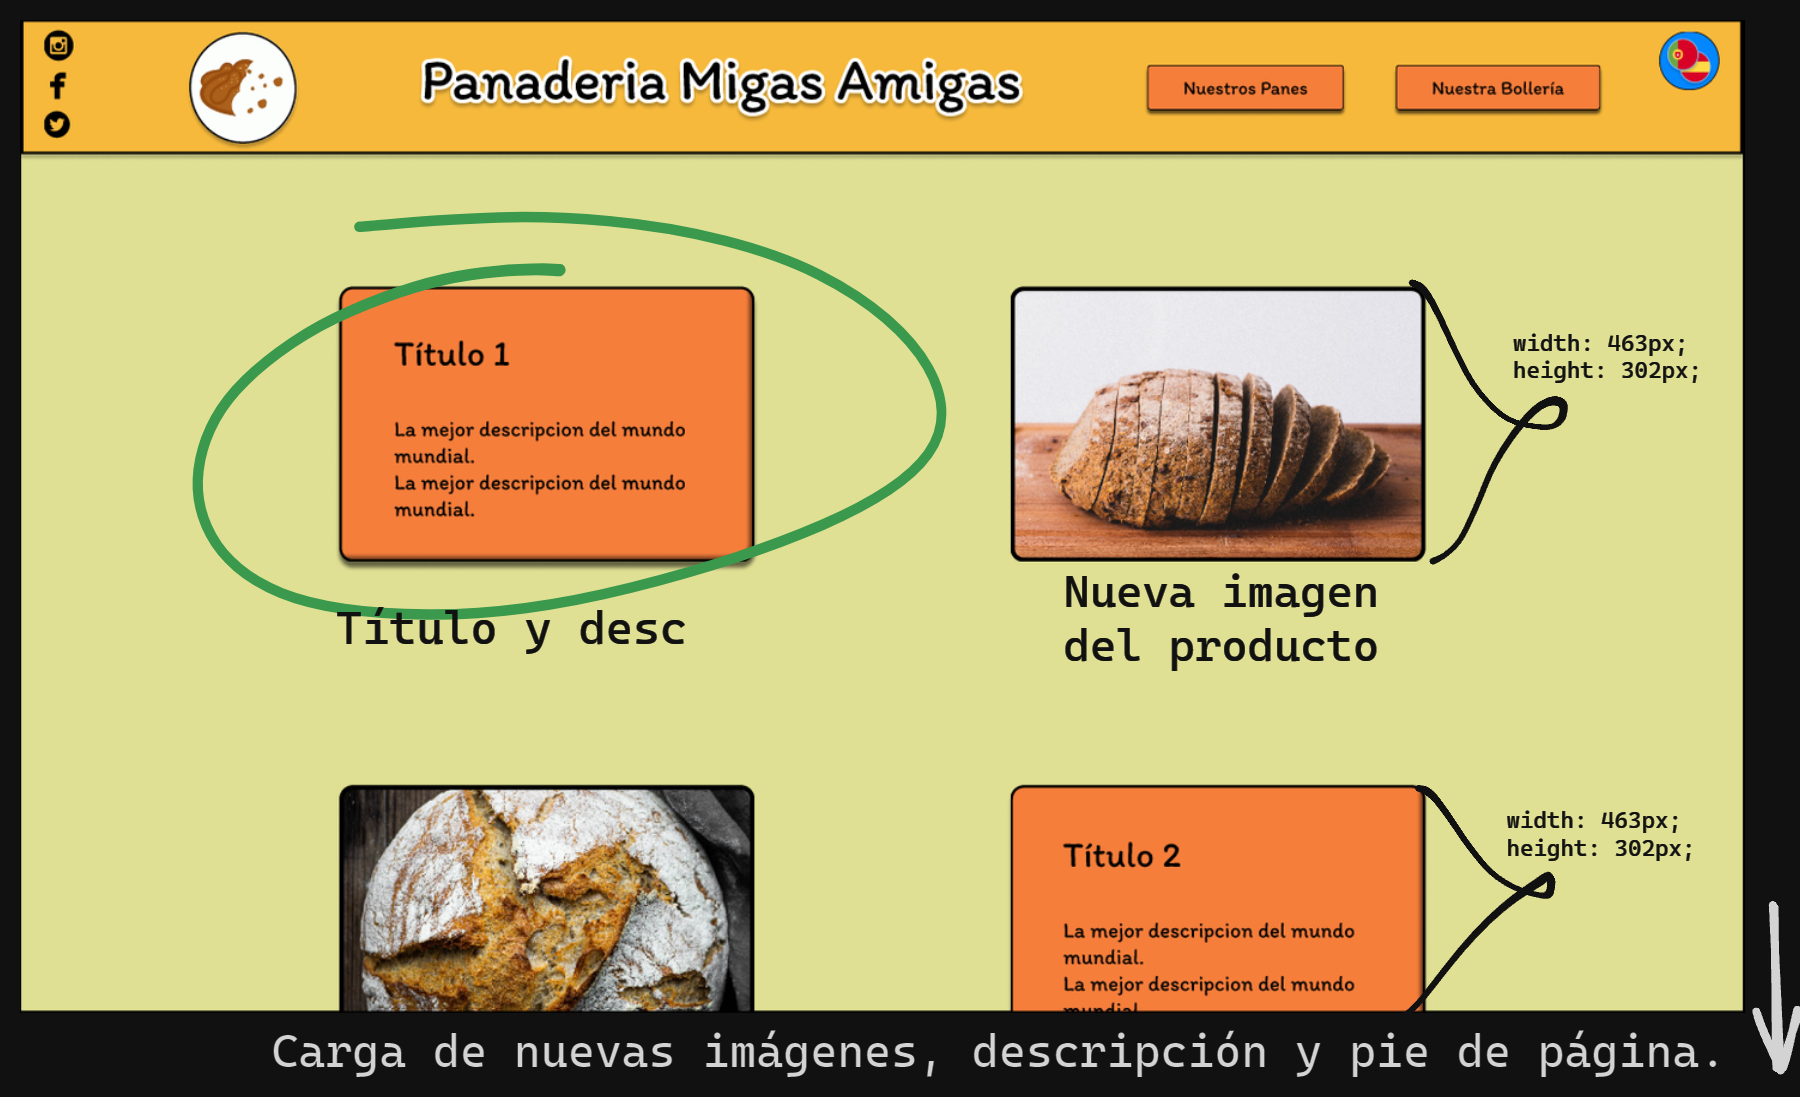 Panaderia Migas Amigas
Nuestros Panes
Nuestra Bollería
Título 1
La mejor descripcion del mundo
mundial.
La mejor descripcion del mundo
mundial.
Título y desc
width: 463px;
height: 302px;
Nueva imagen
del producto
Título 2
La mejor descripcion del mundo
mundial.
La mejor descripcion del mundo
mundial.
width: 463px;
height: 302px;
Carga de nuevas imágenes, descripción y pie de página.